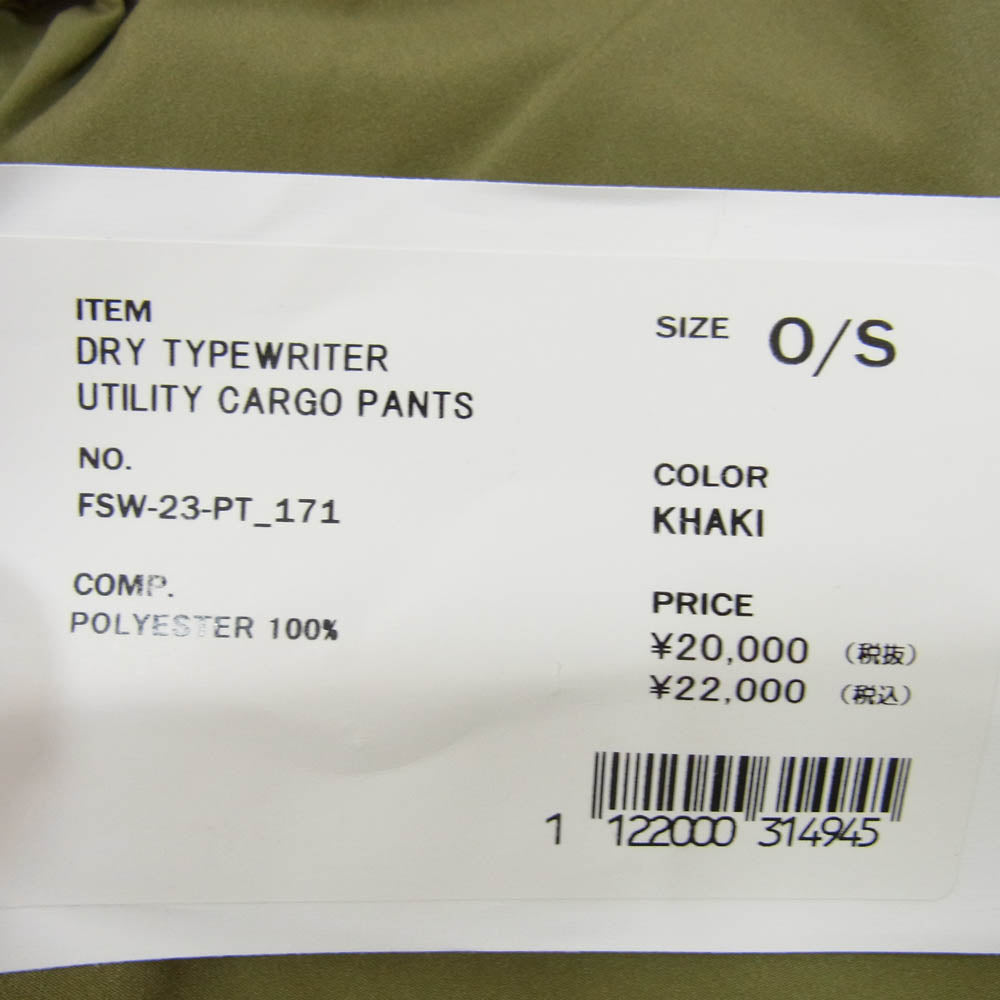 ITEM
DRY TYPEWRITER
UTILITY CARGO PANTS
NO.
FSW-23-PT_171
COMP.
POLYESTER 100%
SIZE O/S
COLOR
KHAKI
PRICE
¥20,000 (税抜)
¥22,000 (税込)
1 122000 314945